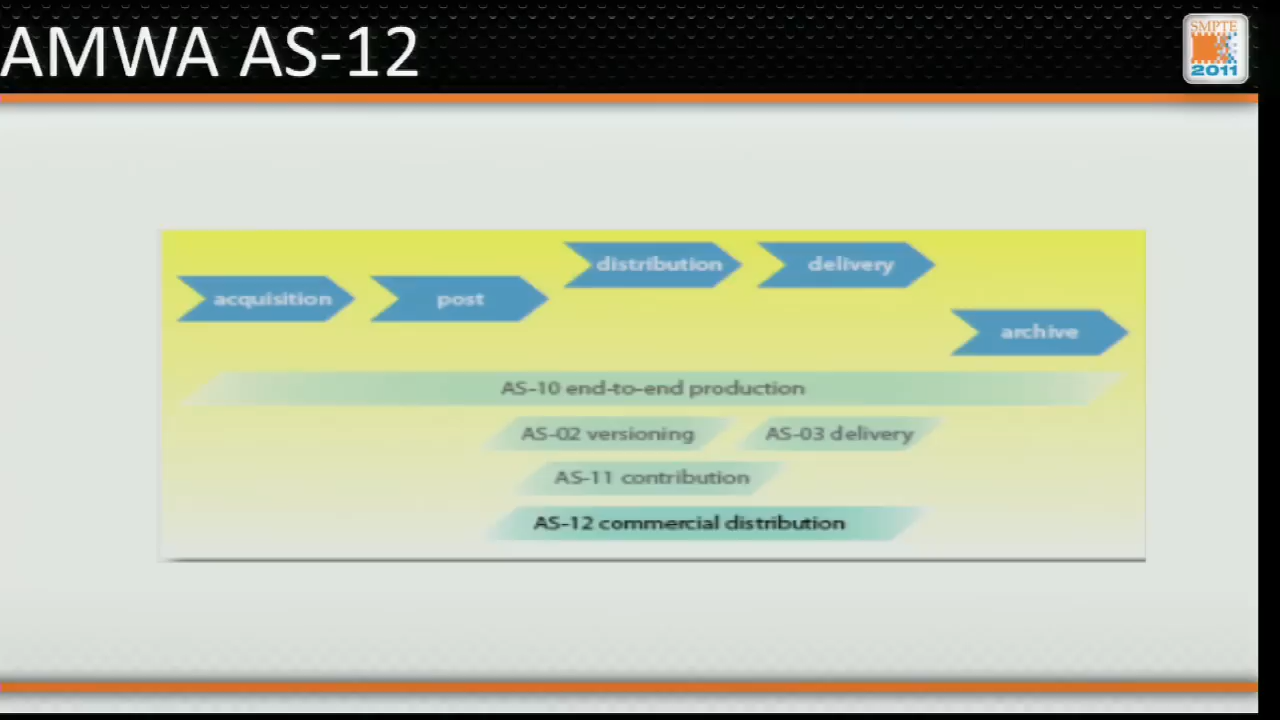 AMWA AS-12
SMPTE
2011
distribution
delivery
acquisition
post
archive
AS-10 end-to-end production
AS-02 versioning
AS-03 delivery
AS-11 contribution
AS-12 commercial distribution